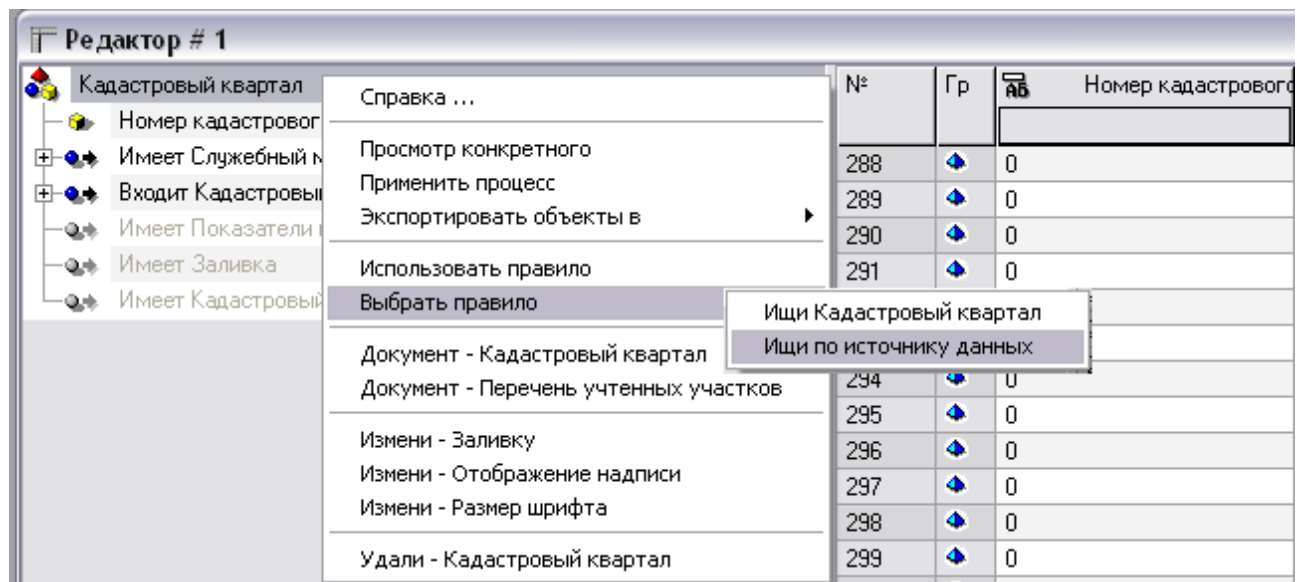 Редактор # 1
Кадастровый квартал
Номер кадастровог
Имеет Служебный м
Входит Кадастровы
Имеет Показатели
Имеет Заливка
Имеет Кадастровый
Справка ...
Просмотр конкретного
Применить процесс
Экспортировать объекты в
Использовать правило
Выбрать правило
Документ - Кадастровый квартал
Документ - Перечень учтенных участков
Измени - Заливку
Измени - Отображение надписи
Измени - Размер шрифта
Удали - Кадастровый квартал
Ищи Кадастровый квартал
Ищи по источнику данных
№ Гр АБ Номер кадастрового
288 0
289 0
290 0
291 0
294 0
295 0
296 0
297 0
298 0
299 0